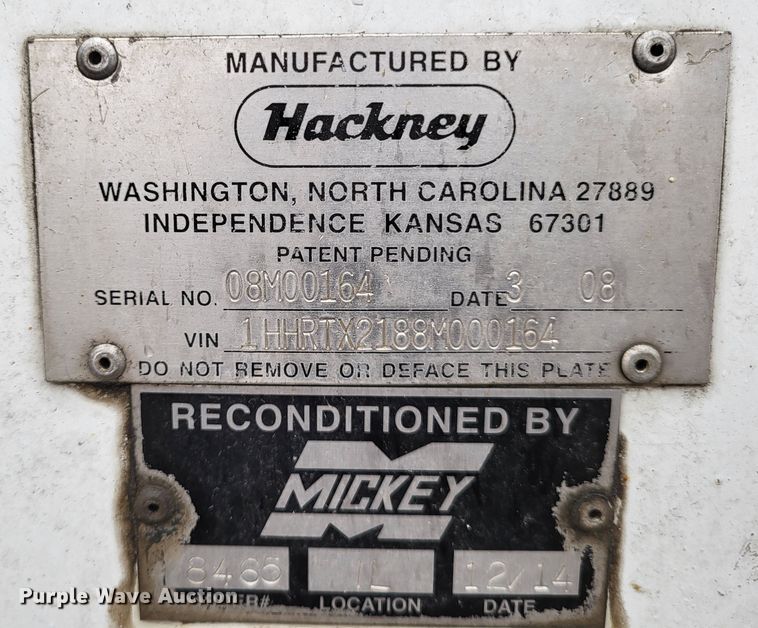 MANUFACTURED BY
Hackney
WASHINGTON, NORTH CAROLINA 27889
INDEPENDENCE KANSAS 67301
PATENT PENDING
SERIAL NO. 08M00164 DATE 3 08
VIN 1HHRTX2188M000164
DO NOT REMOVE OR DEFACE THIS PLATE
RECONDITIONED BY
MICKEY
8465 IL 12/14
LOCATION DATE
Purple Wave Auction